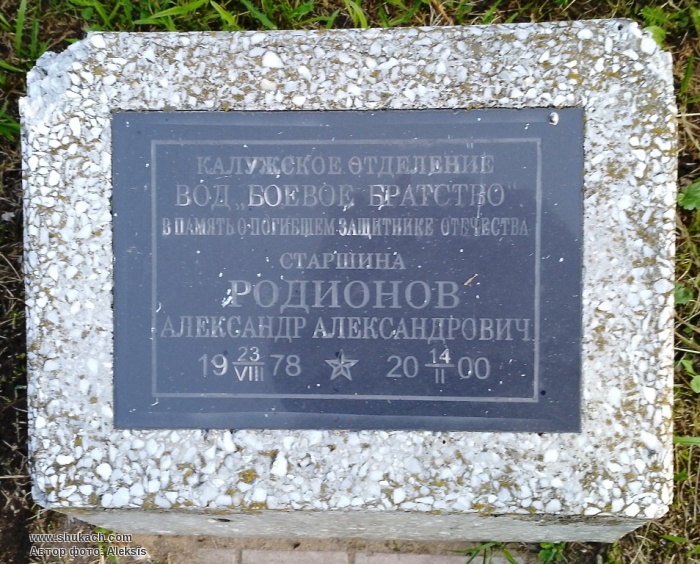 КАЛУЖСКОЕ ОТДЕЛЕНИЕ
ВОД „БОЕВОЕ БРАТСТВО"
В ПАМЯТЬ О ПОГИБШЕМ ЗАЩИТНИКЕ ОТЕЧЕСТВА
СТАРШИНА
РОДИОНОВ
АЛЕКСАНДР АЛЕКСАНДРОВИЧ
19 23/VIII 78 ★ 20 14/II 00
www.shukach.com
Автор фото: Aleksis